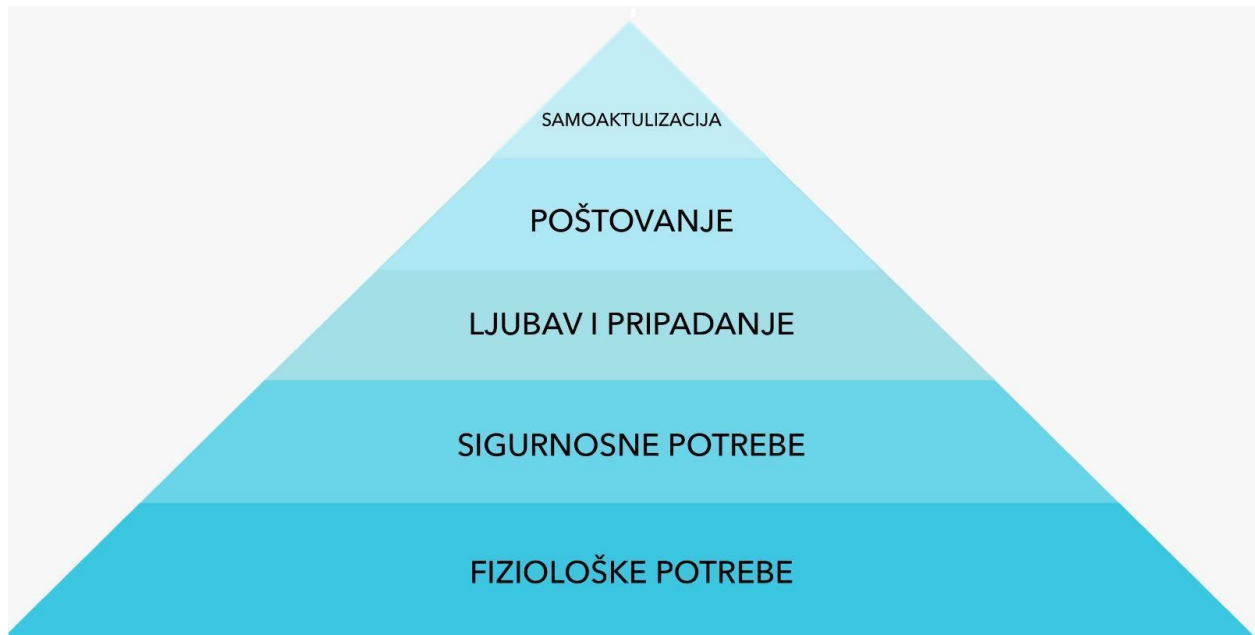 SAMOAKTULIZACIJA
POŠTOVANJE
LJUBAV I PRIPADANJE
SIGURNOSNE POTREBE
FIZIOLOŠKE POTREBE